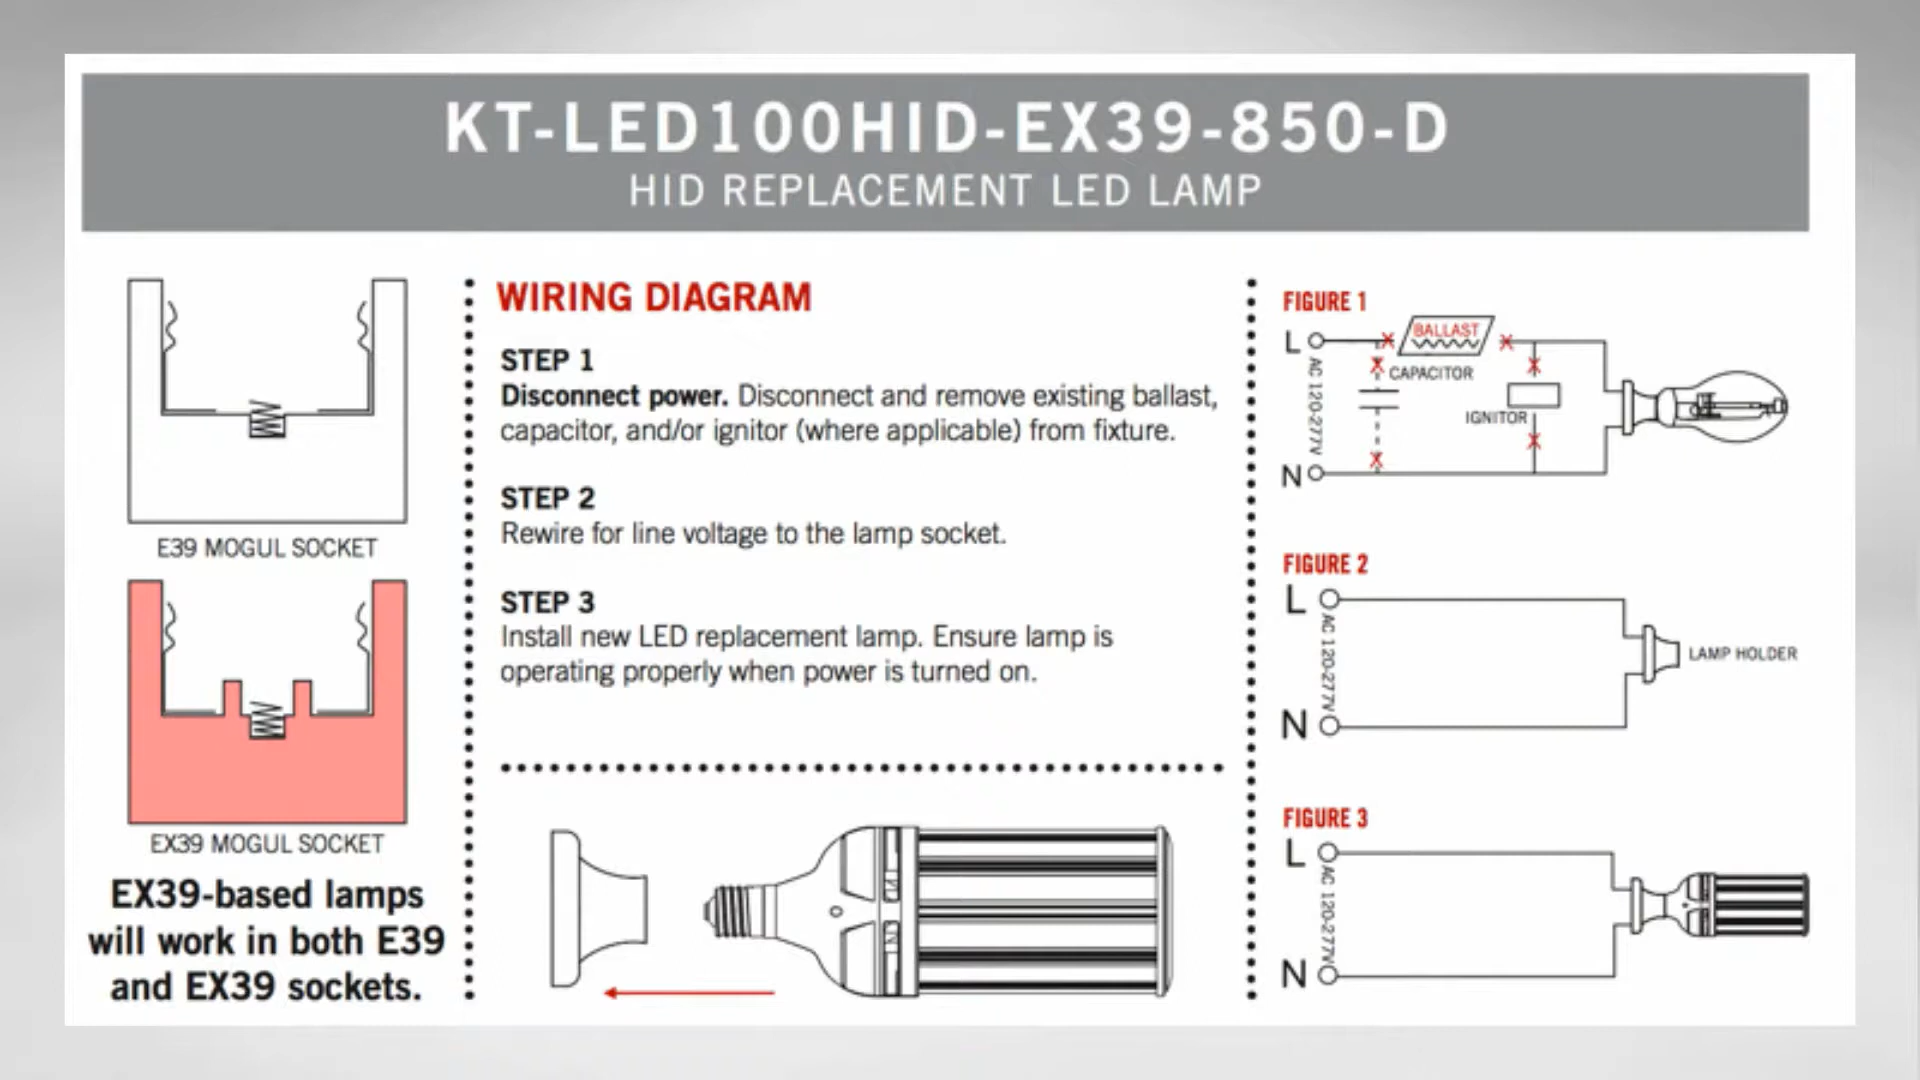 KT-LED100HID-EX39-850-D
HID REPLACEMENT LED LAMP
E39 MOGUL SOCKET
EX39 MOGUL SOCKET
EX39-based lamps
will work in both E39
and EX39 sockets.
WIRING DIAGRAM
STEP 1
Disconnect power. Disconnect and remove existing ballast,
capacitor, and/or ignitor (where applicable) from fixture.
STEP 2
Rewire for line voltage to the lamp socket.
STEP 3
Install new LED replacement lamp. Ensure lamp is
operating properly when power is turned on.
FIGURE 1
L
BALLAST
AC 120-277V
CAPACITOR
IGNITOR
N
FIGURE 2
L
AC 120-277V
LAMP HOLDER
N
FIGURE 3
L
AC 120-277V
N